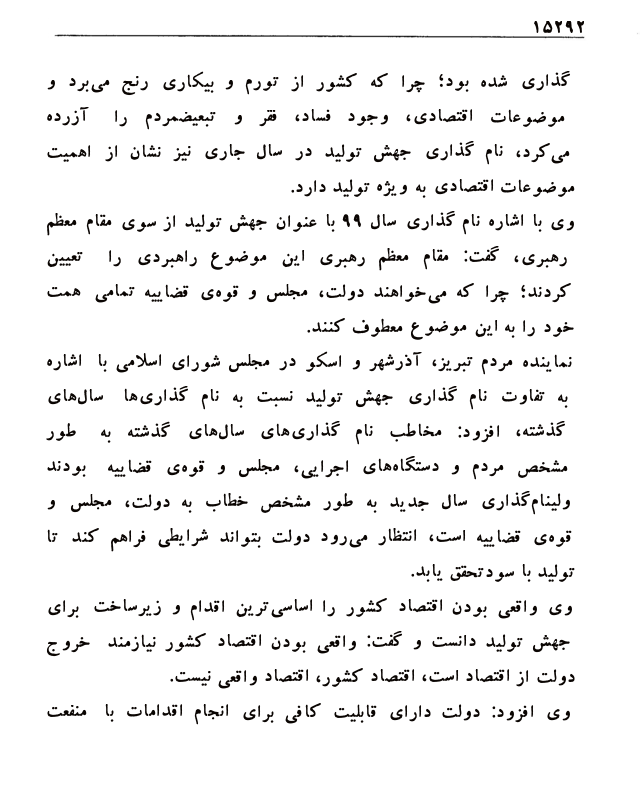 ۱۵۲۹۲
گذاری شده بود؛ چرا که کشور از تورم و بیکاری رنج می‌برد و
موضوعات اقتصادی، وجود فساد، فقر و تبعیضمردم را آزرده
می‌کرد، نام گذاری جهش تولید در سال جاری نیز نشان از اهمیت
موضوعات اقتصادی به ویژه تولید دارد.
وی با اشاره نام گذاری سال ۹۹ با عنوان جهش تولید از سوی مقام معظم
رهبری، گفت: مقام معظم رهبری این موضوع راهبردی را تعیین
کردند؛ چرا که می‌خواهند دولت، مجلس و قوه‌ی قضاییه تمامی همت
خود را به این موضوع معطوف کنند.
نماینده مردم تبریز، آذرشهر و اسکو در مجلس شورای اسلامی با اشاره
به تفاوت نام گذاری جهش تولید نسبت به نام گذاری‌ها سال‌های
گذشته، افزود: مخاطب نام گذاری‌های سال‌های گذشته به طور
مشخص مردم و دستگاه‌های اجرایی، مجلس و قوه‌ی قضاییه بودند
ولینام‌گذاری سال جدید به طور مشخص خطاب به دولت، مجلس و
قوه‌ی قضاییه است، انتظار می‌رود دولت بتواند شرایطی فراهم کند تا
تولید با سودتحقق یابد.
وی واقعی بودن اقتصاد کشور را اساسی‌ترین اقدام و زیرساخت برای
جهش تولید دانست و گفت: واقعی بودن اقتصاد کشور نیازمند خروج
دولت از اقتصاد است، اقتصاد کشور، اقتصاد واقعی نیست.
وی افزود: دولت دارای قابلیت کافی برای انجام اقدامات با منفعت